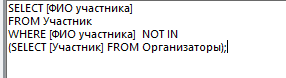 SELECT [ФИО участника]
FROM Участник
WHERE [ФИО участника]  NOT IN
(SELECT [Участник] FROM Организаторы);